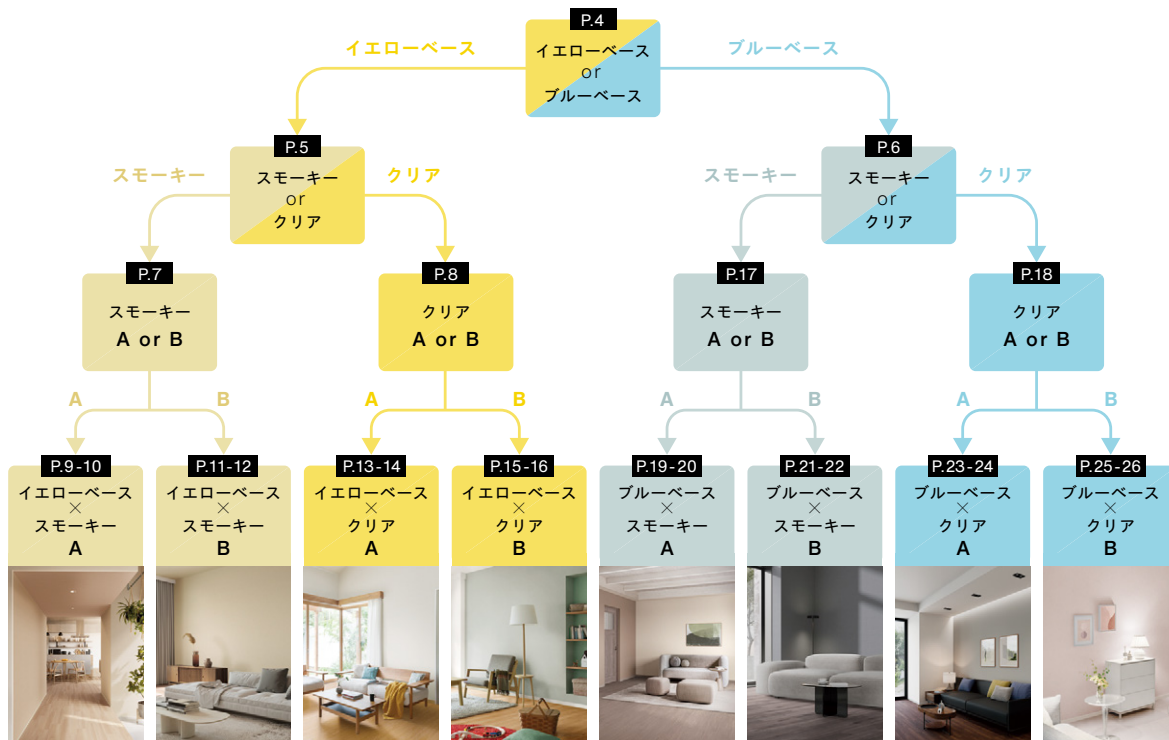 P.4
イエローベース
or
ブルーベース
イエローベース
ブルーベース
P.5
スモーキー
or
クリア
スモーキー
クリア
P.6
スモーキー
or
クリア
スモーキー
クリア
P.7
スモーキー
A or B
P.8
クリア
A or B
P.17
スモーキー
A or B
P.18
クリア
A or B
A
B
A
B
A
B
A
B
P.9-10
イエローベース
×
スモーキー
A
P.11-12
イエローベース
×
スモーキー
B
P.13-14
イエローベース
×
クリア
A
P.15-16
イエローベース
×
クリア
B
P.19-20
ブルーベース
×
スモーキー
A
P.21-22
ブルーベース
×
スモーキー
B
P.23-24
ブルーベース
×
クリア
A
P.25-26
ブルーベース
×
クリア
B